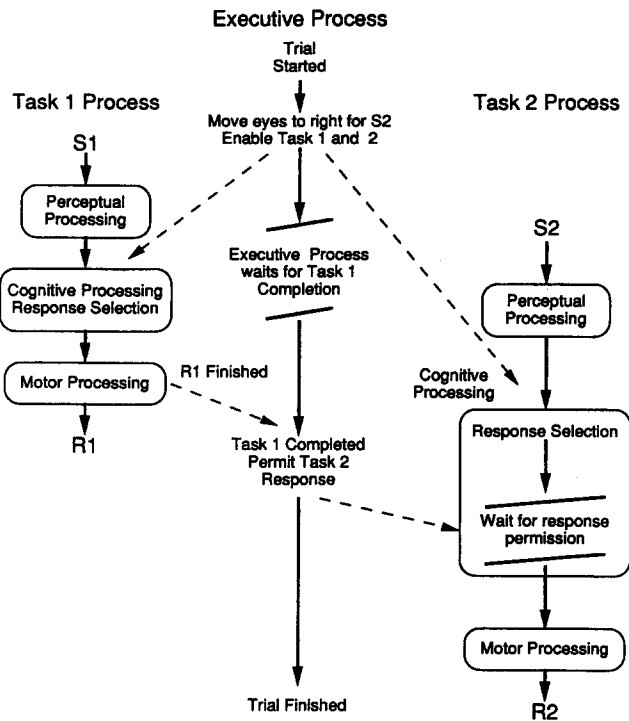 Executive Process
Trial
Started
Task 1 Process
Task 2 Process
Move eyes to right for S2
Enable Task 1 and 2
S1
Perceptual
Processing
Cognitive Processing
Response Selection
Motor Processing
R1
R1 Finished
Executive Process
waits for Task 1
Completion
Task 1 Completed
Permit Task 2
Response
Trial Finished
S2
Perceptual
Processing
Cognitive
Processing
Response Selection
Wait for response
permission
Motor Processing
R2